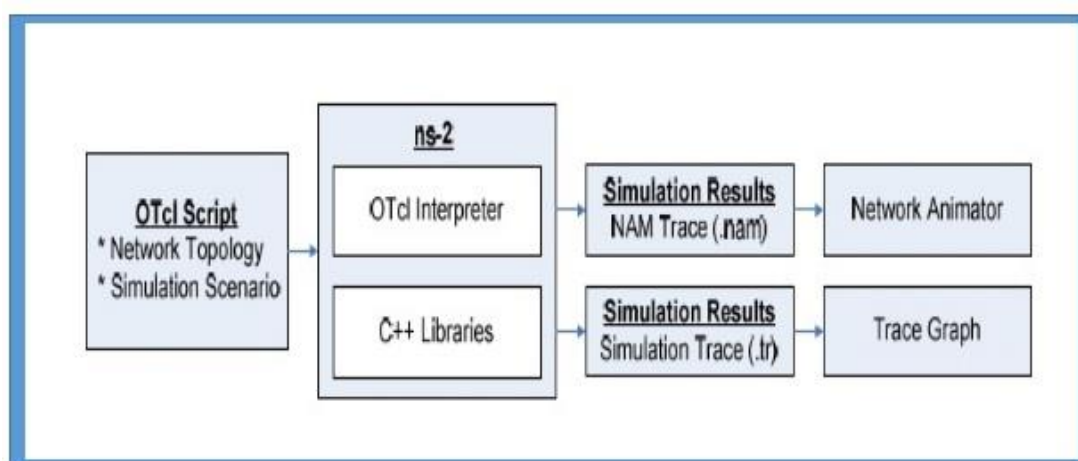 OTcl Script
* Network Topology
* Simulation Scenario
ns-2
OTcl Interpreter
C++ Libraries
Simulation Results
NAM Trace (.nam)
Simulation Results
Simulation Trace (.tr)
Network Animator
Trace Graph